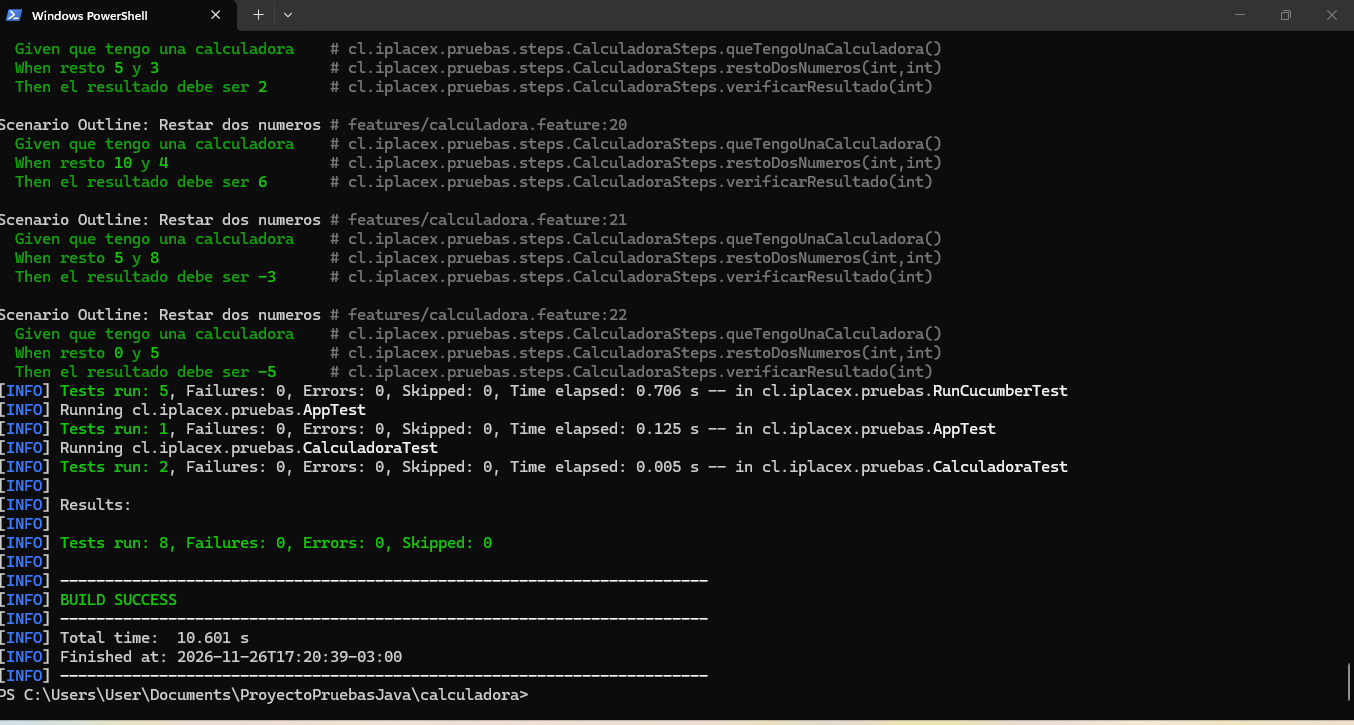 Windows PowerShell
Given que tengo una calculadora # cl.iplacex.pruebas.steps.CalculadoraSteps.queTengoUnaCalculadora()
When resto 5 y 3 # cl.iplacex.pruebas.steps.CalculadoraSteps.restoDosNumeros(int,int)
Then el resultado debe ser 2 # cl.iplacex.pruebas.steps.CalculadoraSteps.verificarResultado(int)
Scenario Outline: Restar dos numeros # features/calculadora.feature:20
Given que tengo una calculadora # cl.iplacex.pruebas.steps.CalculadoraSteps.queTengoUnaCalculadora()
When resto 10 y 4 # cl.iplacex.pruebas.steps.CalculadoraSteps.restoDosNumeros(int,int)
Then el resultado debe ser 6 # cl.iplacex.pruebas.steps.CalculadoraSteps.verificarResultado(int)
Scenario Outline: Restar dos numeros # features/calculadora.feature:21
Given que tengo una calculadora # cl.iplacex.pruebas.steps.CalculadoraSteps.queTengoUnaCalculadora()
When resto 5 y 8 # cl.iplacex.pruebas.steps.CalculadoraSteps.restoDosNumeros(int,int)
Then el resultado debe ser -3 # cl.iplacex.pruebas.steps.CalculadoraSteps.verificarResultado(int)
Scenario Outline: Restar dos numeros # features/calculadora.feature:22
Given que tengo una calculadora # cl.iplacex.pruebas.steps.CalculadoraSteps.queTengoUnaCalculadora()
When resto 0 y 5 # cl.iplacex.pruebas.steps.CalculadoraSteps.restoDosNumeros(int,int)
Then el resultado debe ser -5 # cl.iplacex.pruebas.steps.CalculadoraSteps.verificarResultado(int)
[INFO] Tests run: 5, Failures: 0, Errors: 0, Skipped: 0, Time elapsed: 0.706 s -- in cl.iplacex.pruebas.RunCucumberTest
[INFO] Running cl.iplacex.pruebas.AppTest
[INFO] Tests run: 1, Failures: 0, Errors: 0, Skipped: 0, Time elapsed: 0.125 s -- in cl.iplacex.pruebas.AppTest
[INFO] Running cl.iplacex.pruebas.CalculadoraTest
[INFO] Tests run: 2, Failures: 0, Errors: 0, Skipped: 0, Time elapsed: 0.005 s -- in cl.iplacex.pruebas.CalculadoraTest
[INFO]
[INFO] Results:
[INFO]
[INFO] Tests run: 8, Failures: 0, Errors: 0, Skipped: 0
[INFO]
[INFO] ------------------------------------------------------------------------
[INFO] BUILD SUCCESS
[INFO] ------------------------------------------------------------------------
[INFO] Total time:  10.601 s
[INFO] Finished at: 2026-11-26T17:20:39-03:00
[INFO] ------------------------------------------------------------------------
PS C:\Users\User\Documents\ProyectoPruebasJava\calculadora>